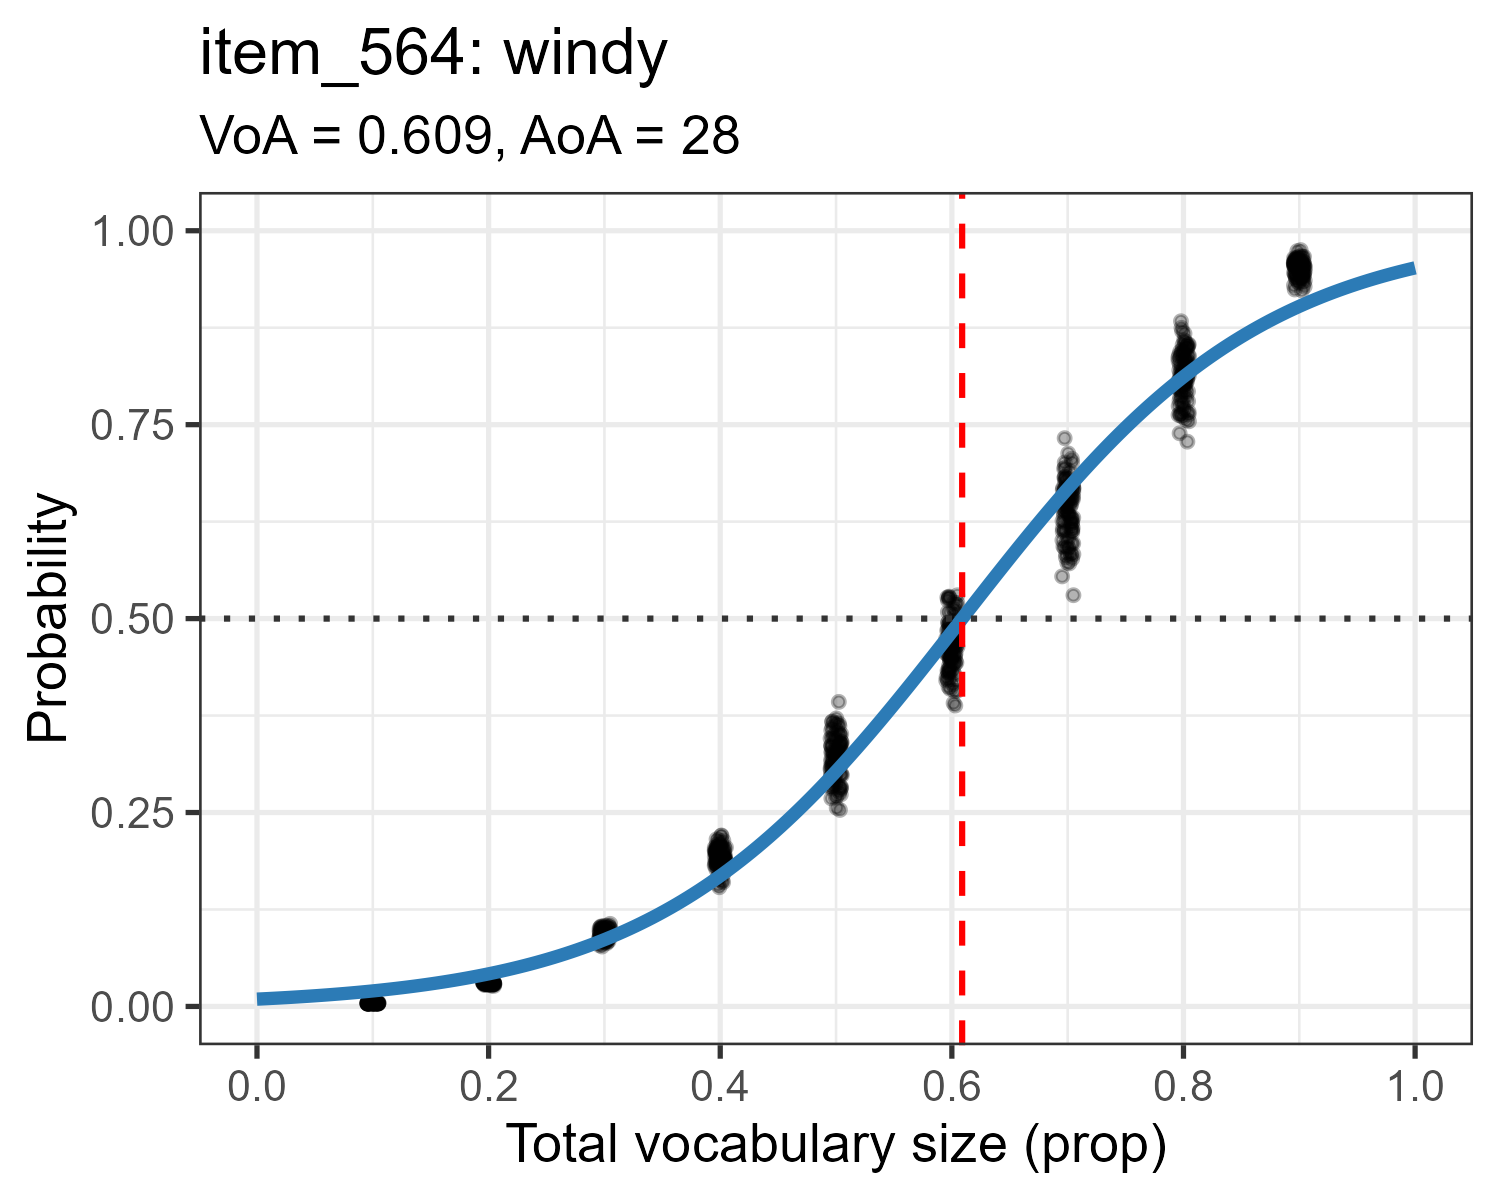 item_564: windy
VoA = 0.609, AoA = 28
Probability
1.00
0.75
0.50
0.25
0.00
0.0 0.2 0.4 0.6 0.8 1.0
Total vocabulary size (prop)